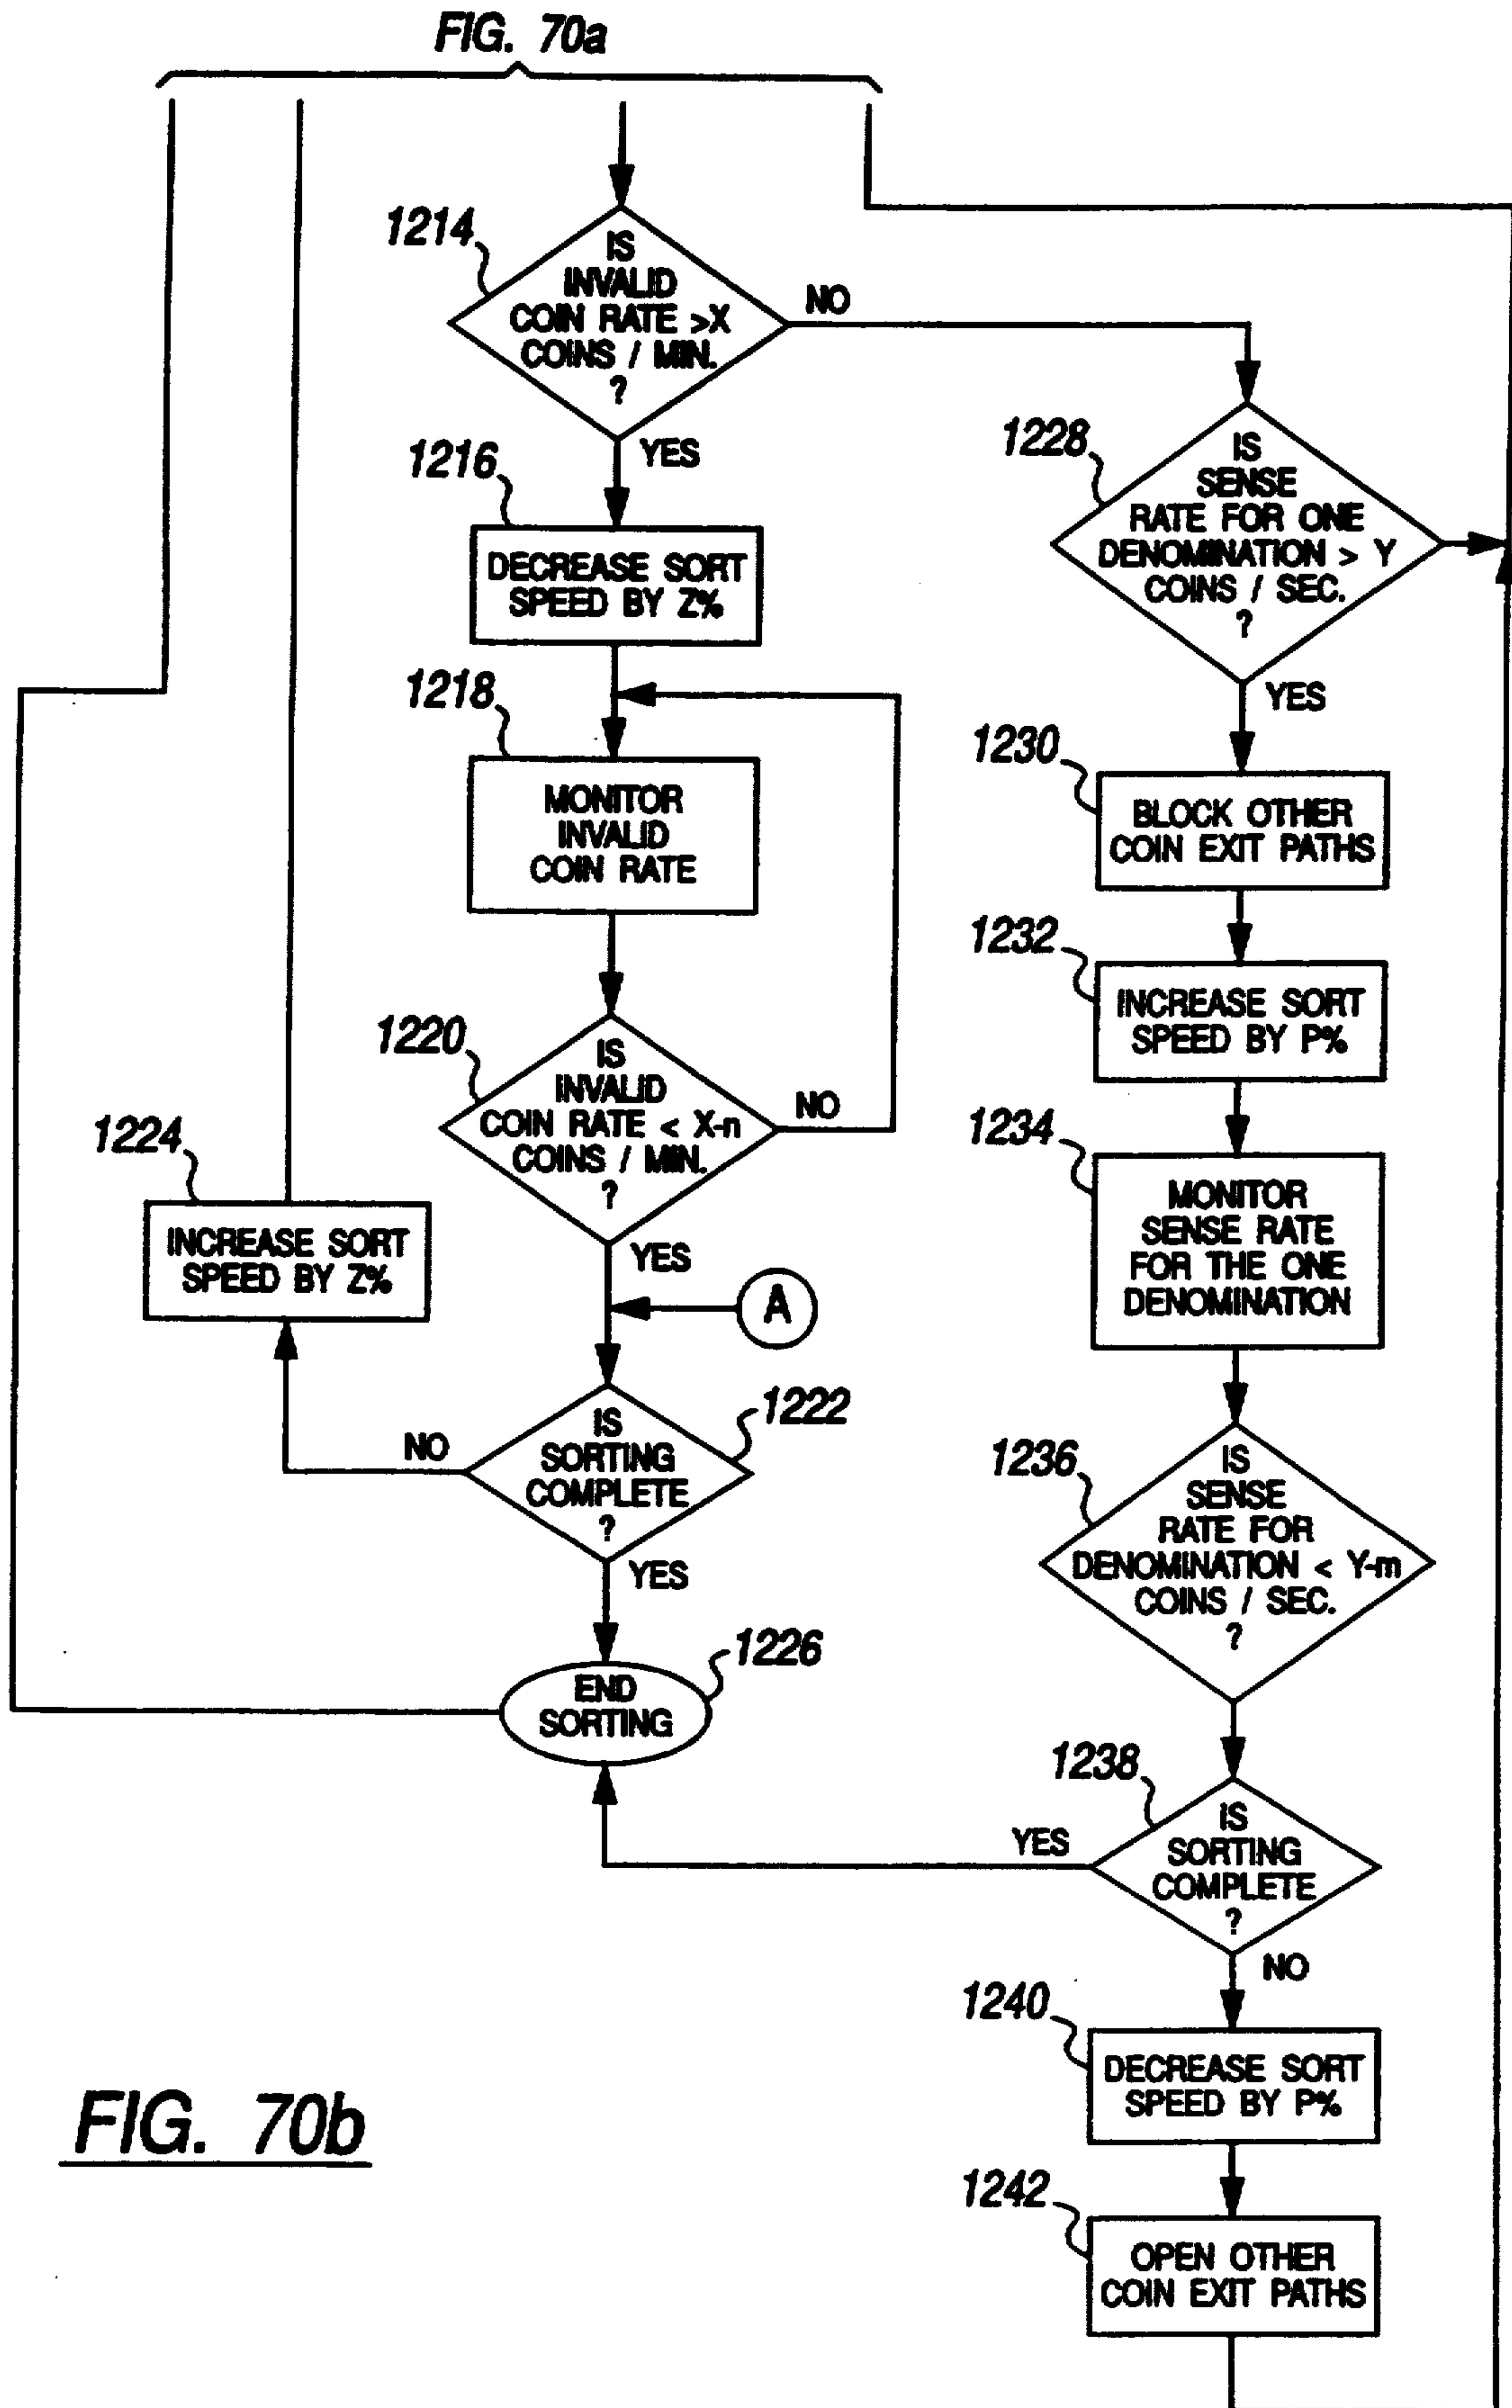 FIG. 70a
1214
IS
INVALID
COIN RATE >X
COINS / MIN.
?
NO
YES
1216
DECREASE SORT
SPEED BY Z%
1218
MONITOR
INVALID
COIN RATE
1220
IS
INVALID
COIN RATE < X-n
COINS / MIN.
?
NO
YES
1224
INCREASE SORT
SPEED BY Z%
A
1222
IS
SORTING
COMPLETE
?
NO
YES
1226
END
SORTING
1228
IS
SENSE
RATE FOR ONE
DENOMINATION > Y
COINS / SEC.
?
YES
1230
BLOCK OTHER
COIN EXIT PATHS
1232
INCREASE SORT
SPEED BY P%
1234
MONITOR
SENSE RATE
FOR THE ONE
DENOMINATION
1236
IS
SENSE
RATE FOR
DENOMINATION < Y-m
COINS / SEC.
?
1238
IS
SORTING
COMPLETE
?
YES
NO
1240
DECREASE SORT
SPEED BY P%
1242
OPEN OTHER
COIN EXIT PATHS
FIG. 70b